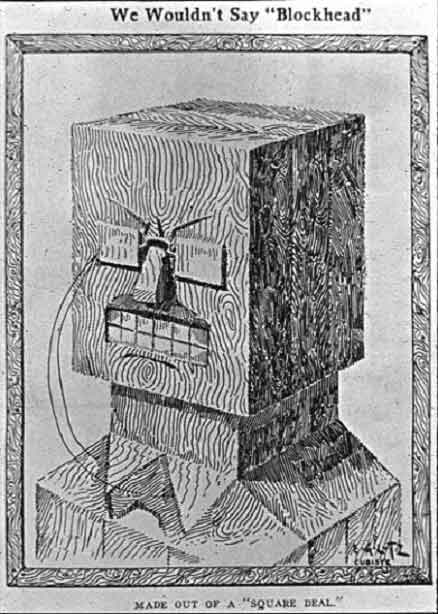 We Wouldn't Say "Blockhead"
CUBISTE
MADE OUT OF A "SQUARE DEAL."